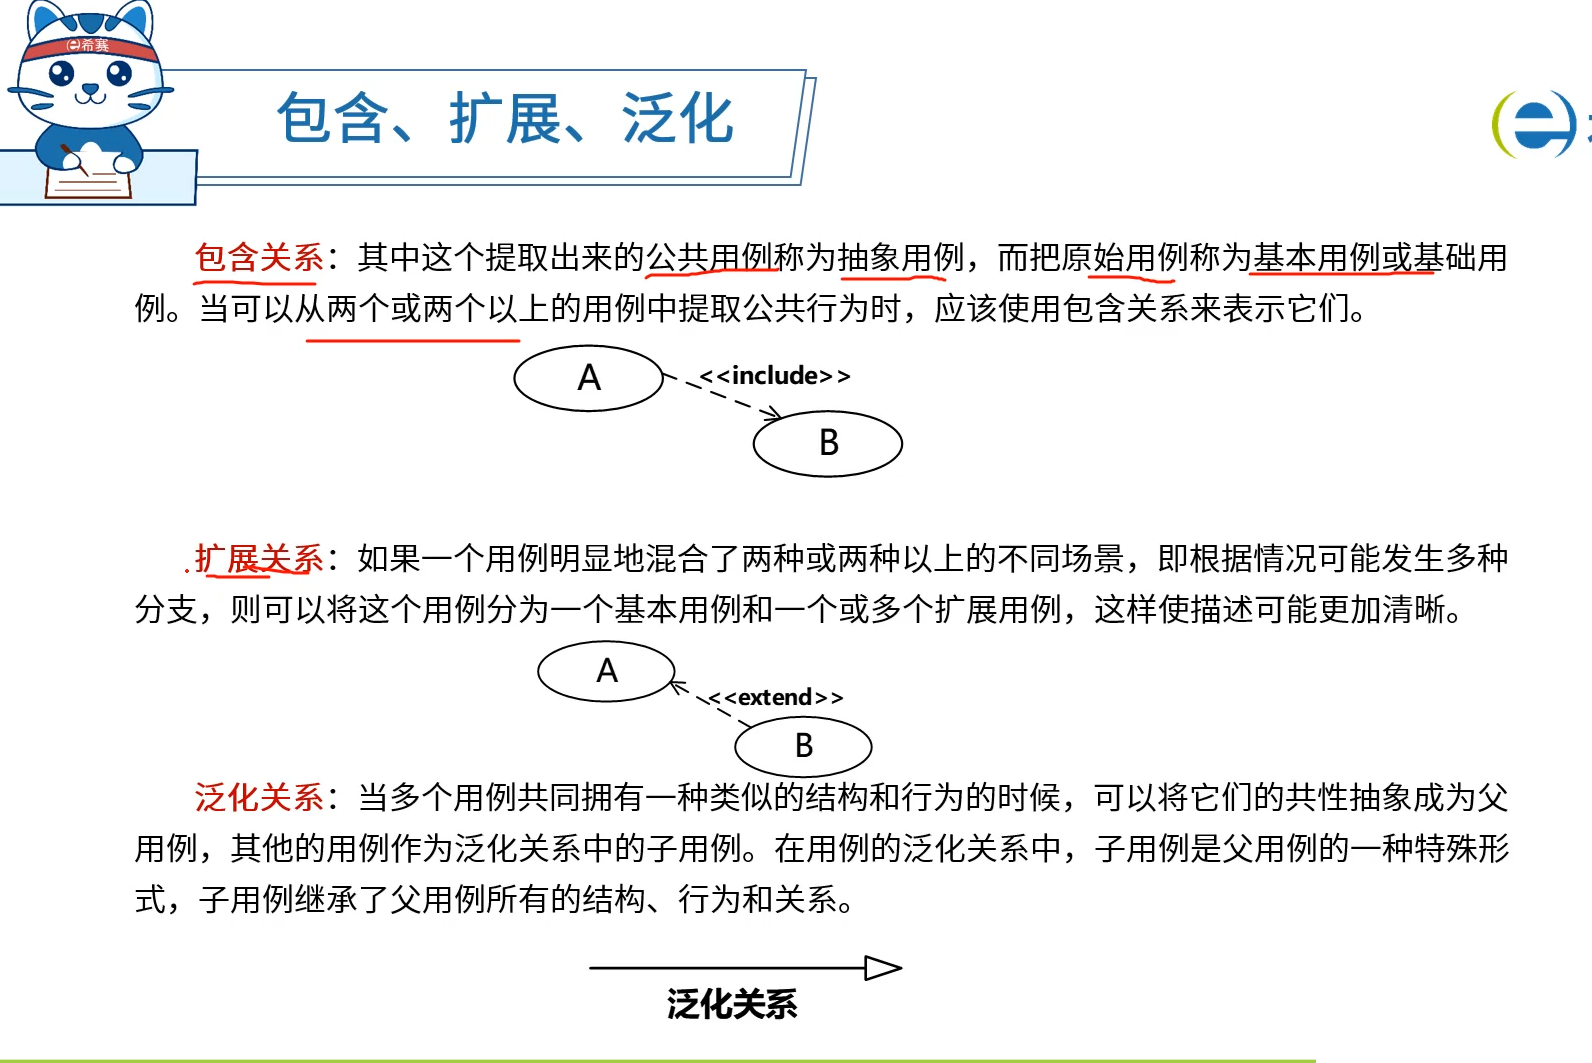 e希赛
包含、扩展、泛化
包含关系：其中这个提取出来的公共用例称为抽象用例，而把原始用例称为基本用例或基础用
例。当可以从两个或两个以上的用例中提取公共行为时，应该使用包含关系来表示它们。
A
<<include>>
B
扩展关系：如果一个用例明显地混合了两种或两种以上的不同场景，即根据情况可能发生多种
分支，则可以将这个用例分为一个基本用例和一个或多个扩展用例，这样使描述可能更加清晰。
A
<<extend>>
B
泛化关系：当多个用例共同拥有一种类似的结构和行为的时候，可以将它们的共性抽象成为父
用例，其他的用例作为泛化关系中的子用例。在用例的泛化关系中，子用例是父用例的一种特殊形
式，子用例继承了父用例所有的结构、行为和关系。
泛化关系